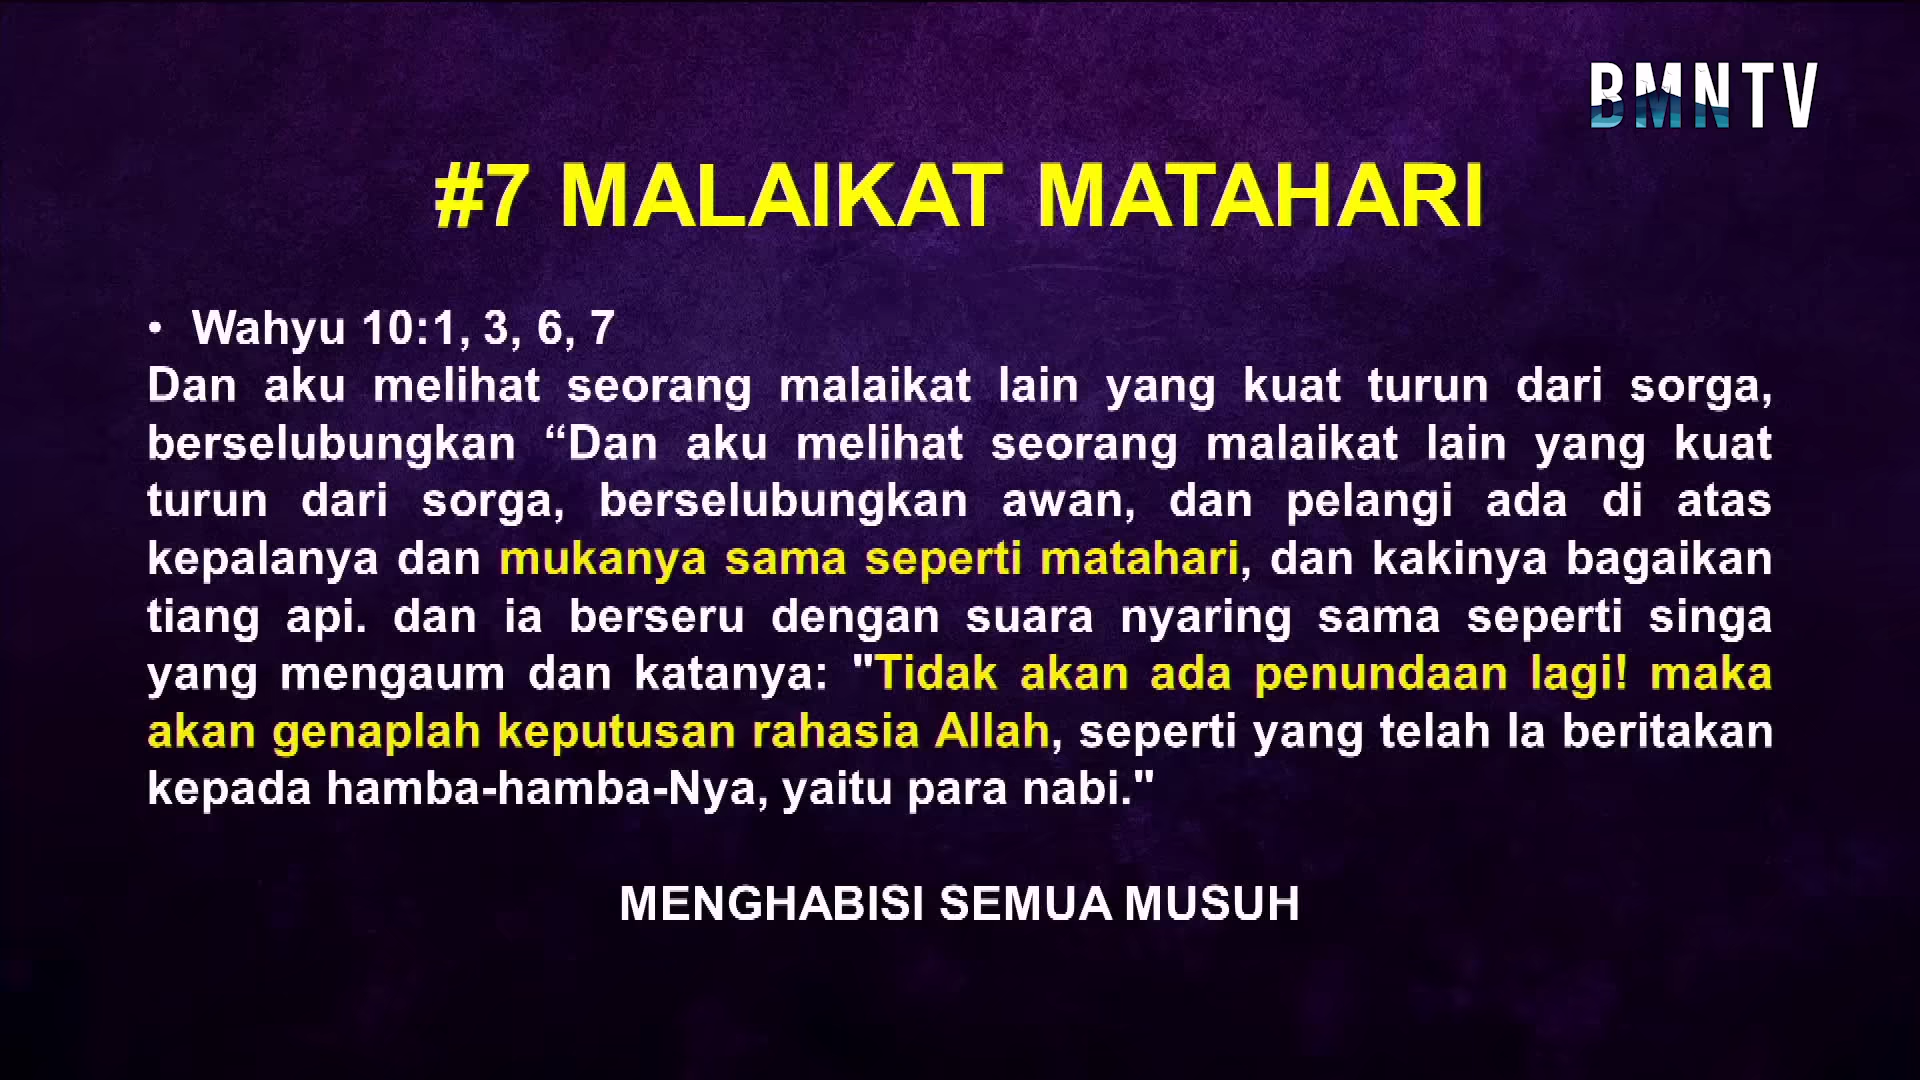 BMNTV
#7 MALAIKAT MATAHARI
• Wahyu 10:1, 3, 6, 7
Dan aku melihat seorang malaikat lain yang kuat turun dari sorga,
berselubungkan “Dan aku melihat seorang malaikat lain yang kuat
turun dari sorga, berselubungkan awan, dan pelangi ada di atas
kepalanya dan mukanya sama seperti matahari, dan kakinya bagaikan
tiang api. dan ia berseru dengan suara nyaring sama seperti singa
yang mengaum dan katanya: "Tidak akan ada penundaan lagi! maka
akan genaplah keputusan rahasia Allah, seperti yang telah Ia beritakan
kepada hamba-hamba-Nya, yaitu para nabi."
MENGHABISI SEMUA MUSUH